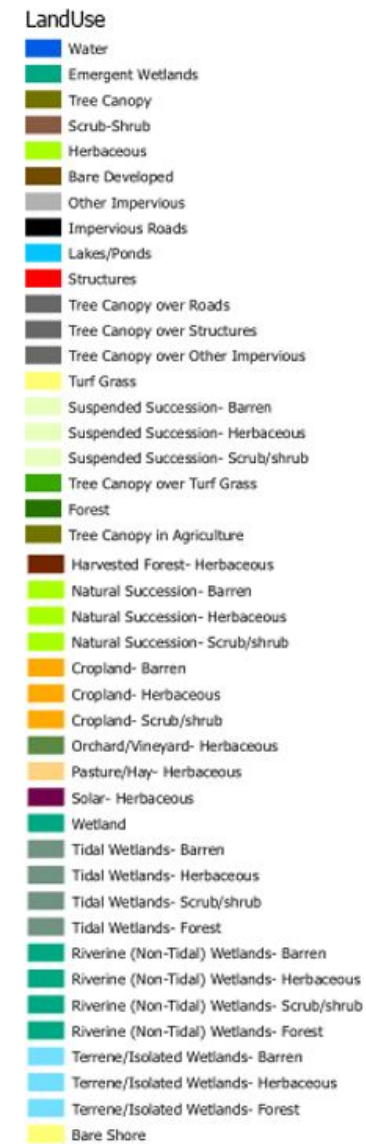 LandUse
Water
Emergent Wetlands
Tree Canopy
Scrub-Shrub
Herbaceous
Bare Developed
Other Impervious
Impervious Roads
Lakes/Ponds
Structures
Tree Canopy over Roads
Tree Canopy over Structures
Tree Canopy over Other Impervious
Turf Grass
Suspended Succession- Barren
Suspended Succession- Herbaceous
Suspended Succession- Scrub/shrub
Tree Canopy over Turf Grass
Forest
Tree Canopy in Agriculture
Harvested Forest- Herbaceous
Natural Succession- Barren
Natural Succession- Herbaceous
Natural Succession- Scrub/shrub
Cropland- Barren
Cropland- Herbaceous
Cropland- Scrub/shrub
Orchard/Vineyard- Herbaceous
Pasture/Hay- Herbaceous
Solar- Herbaceous
Wetland
Tidal Wetlands- Barren
Tidal Wetlands- Herbaceous
Tidal Wetlands- Scrub/shrub
Tidal Wetlands- Forest
Riverine (Non-Tidal) Wetlands- Barren
Riverine (Non-Tidal) Wetlands- Herbaceous
Riverine (Non-Tidal) Wetlands- Scrub/shrub
Riverine (Non-Tidal) Wetlands- Forest
Terrene/Isolated Wetlands- Barren
Terrene/Isolated Wetlands- Herbaceous
Terrene/Isolated Wetlands- Forest
Bare Shore